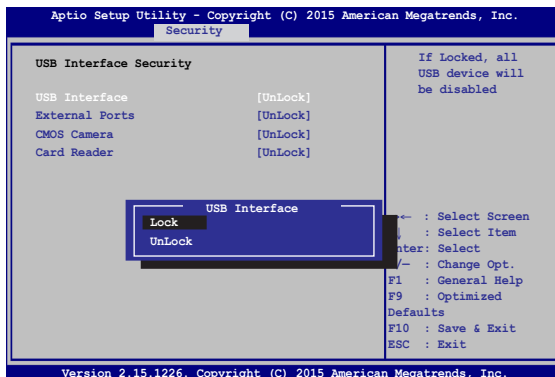 Aptio Setup Utility - Copyright (C) 2015 American Megatrends, Inc.
Security
USB Interface Security
USB Interface [UnLock]
External Ports [UnLock]
CMOS Camera [UnLock]
Card Reader [UnLock]
If Locked, all
USB device will
be disabled
USB Interface
Lock
UnLock
← : Select Screen
: Select Item
nter: Select
/— : Change Opt.
F1 : General Help
F9 : Optimized
Defaults
F10 : Save & Exit
ESC : Exit
Version 2.15.1226. Copyright (C) 2015 American Megatrends, Inc.